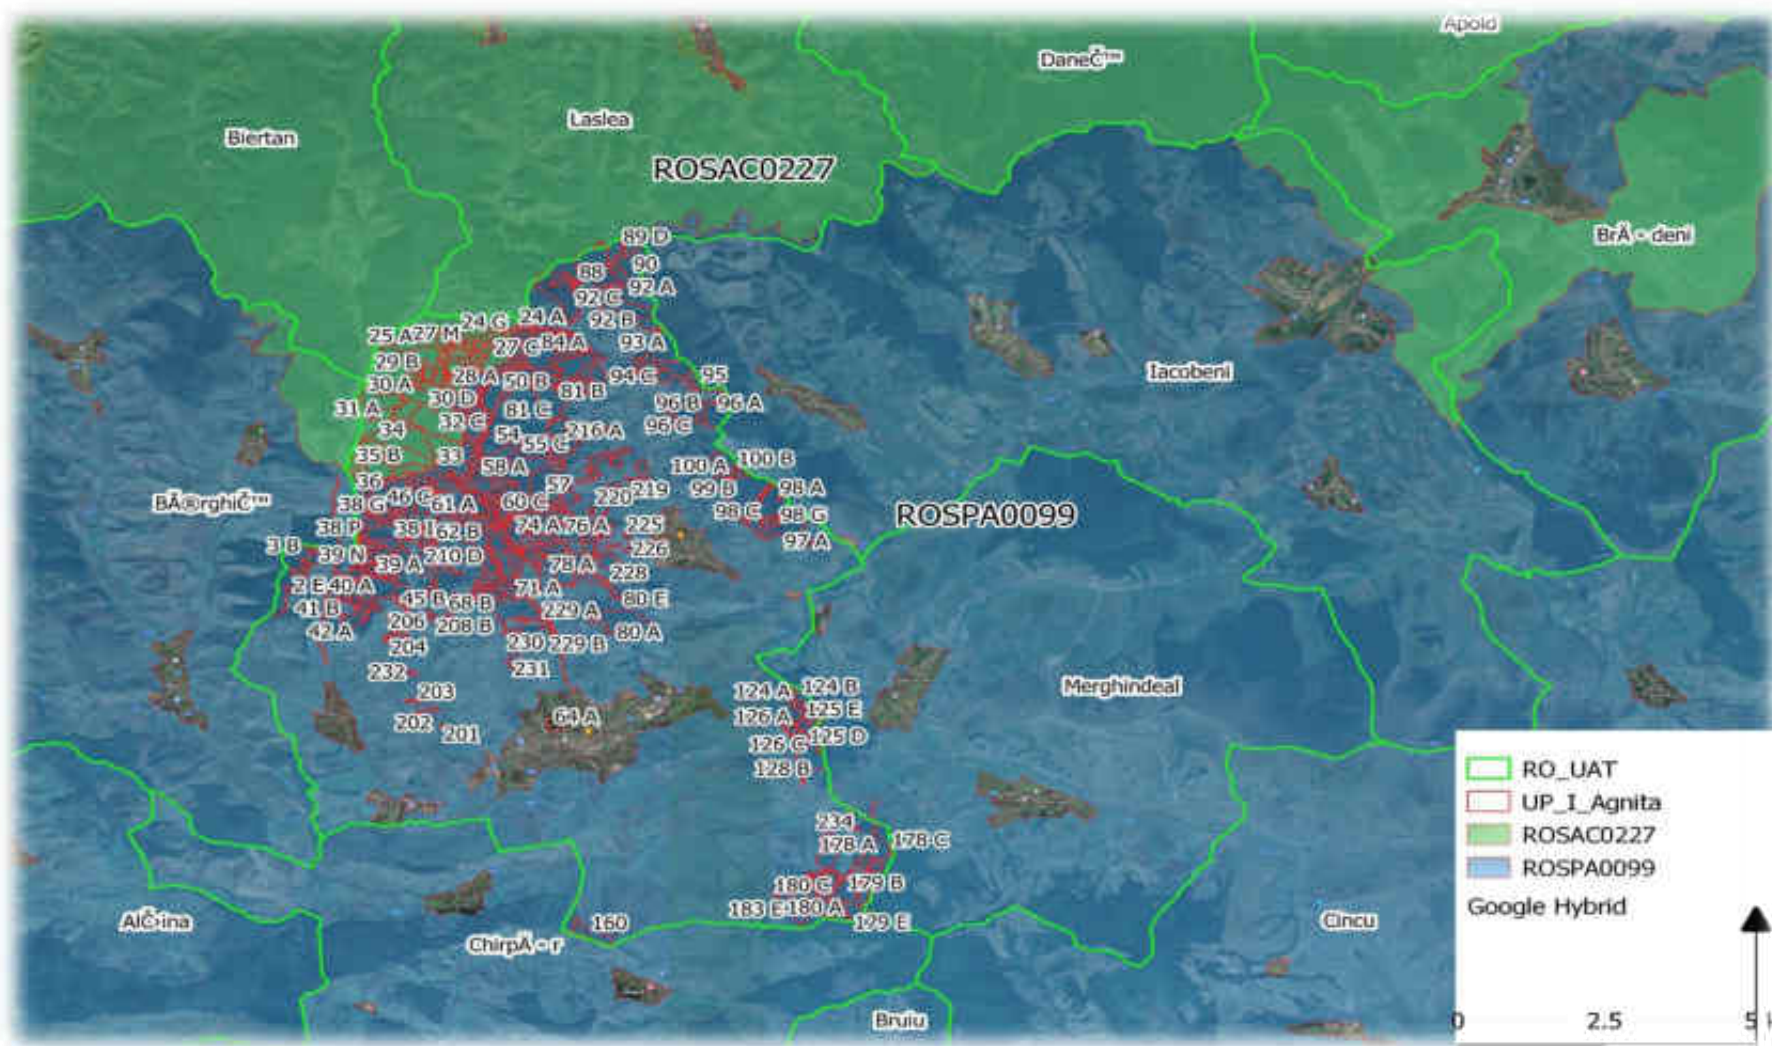 Apold
DaneČ™
Laslea
Biertan
ROSAC0227
BrÄ deni
89 D
90
88
92 A
92 C
24 A
24 G
92 B
27 M
25 A
84 A
27 C
93 A
29 B
28 A
94 C
95
Iacobeni
30 A
50 B
81 B
30 D
96 B
96 A
31 A
81 C
32 C
96 C
34
54
216 A
55 C
35 B
33
58 A
100 B
100 A
36
57
219
99 B
98 A
BÃ®rghiČ™
38 G
46 C
61 A
60 C
220
98 C
98 G
ROSPA0099
38 P
38 I
62 B
74 A
76 A
225
97 A
3 B
39 N
210 D
226
39 A
78 A
228
2 E
40 A
71 A
45 B
68 B
80 E
41 B
229 A
206
208 B
42 A
80 A
204
230
229 B
232
231
203
124 A
124 B
Merghindeal
202
64 A
126 A
125 E
201
126 C
125 D
128 B
RO_UAT
UP_I_Agnita
ROSAC0227
ROSPA0099
Google Hybrid
234
178 A
178 C
180 C
179 B
183 E
180 A
179 E
160
AlČ›ina
ChirpÄ r
Cincu
Bruiu
0 2.5 5